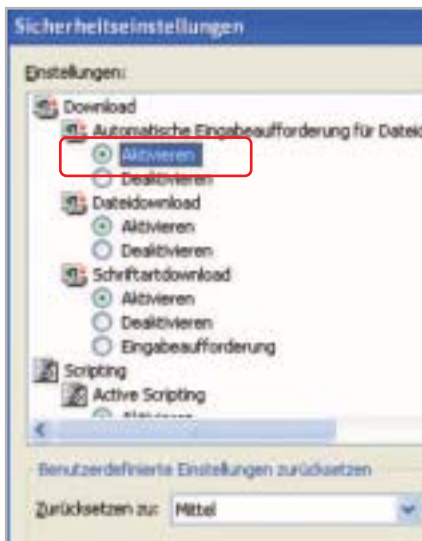 Sicherheitseinstellungen
Einstellungen:
Download
Automatische Eingabeaufforderung für Dateid
Aktivieren
Deaktivieren
Dateidownload
Aktivieren
Deaktivieren
Schriftartdownload
Aktivieren
Deaktivieren
Eingabeaufforderung
Scripting
Active Scripting
Aktivieren
Benutzerdefinierte Einstellungen zurücksetzen
Zurücksetzen zu: Mittel